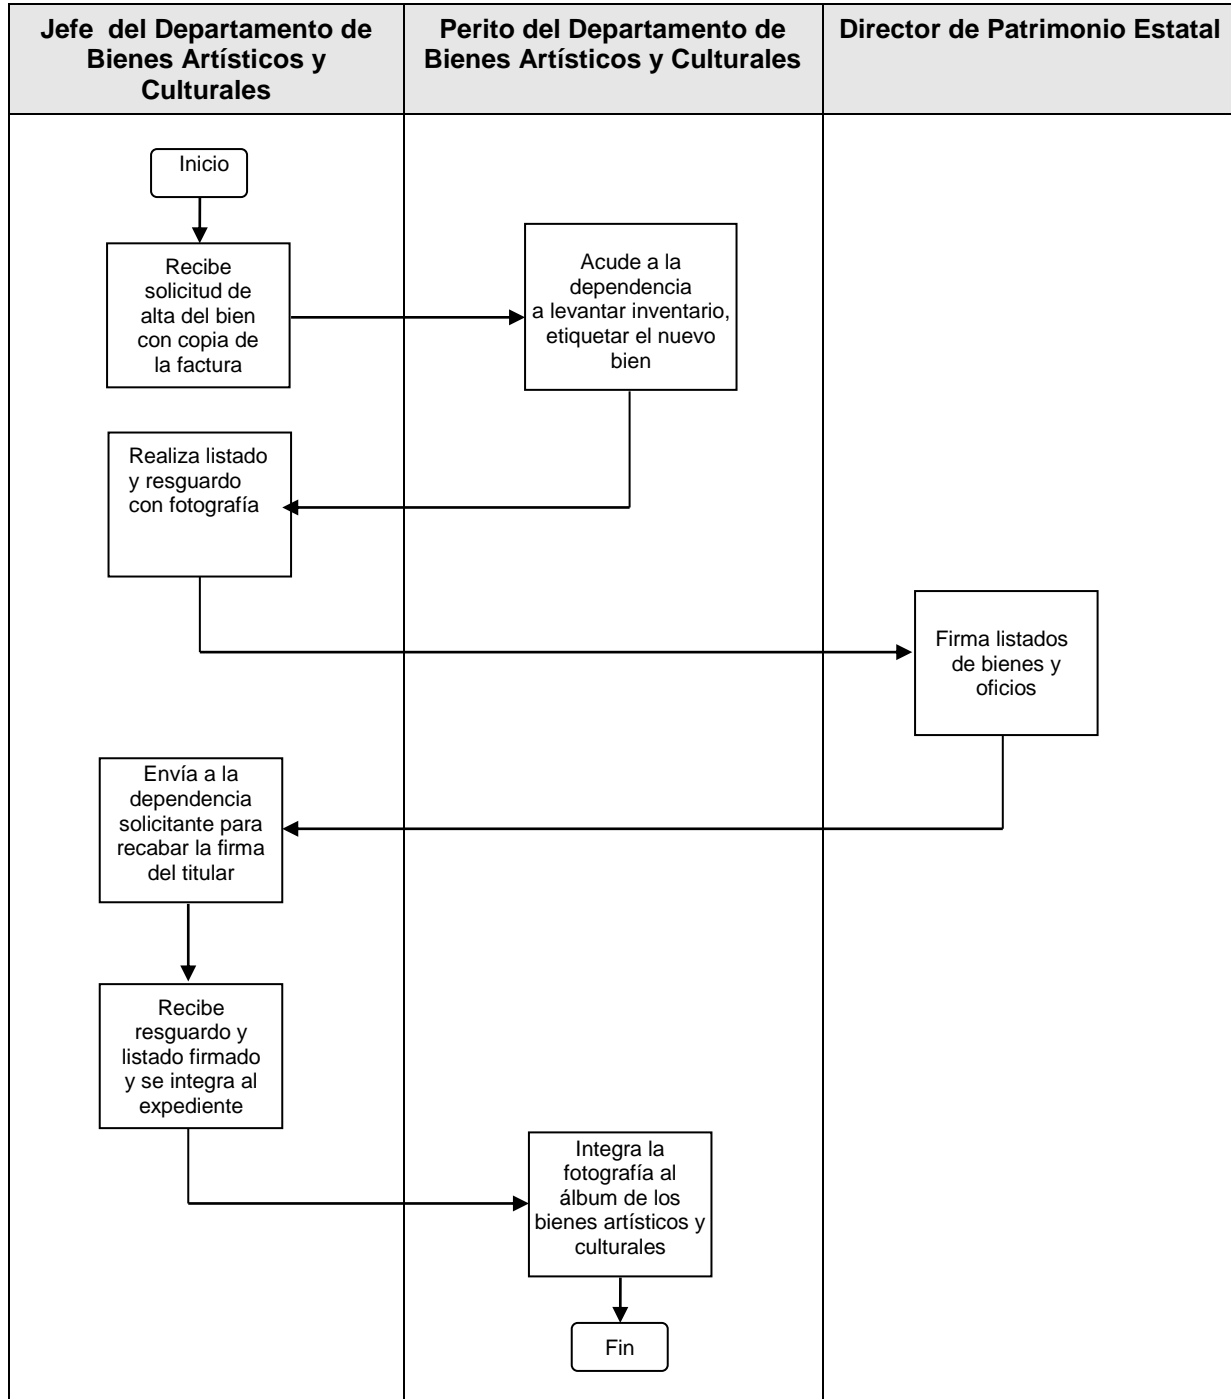 Jefe del Departamento de
Bienes Artísticos y
Culturales
Perito del Departamento de
Bienes Artísticos y Culturales
Director de Patrimonio Estatal
Inicio
Recibe
solicitud de
alta del bien
con copia de
la factura
Acude a la
dependencia
a levantar inventario,
etiquetar el nuevo
bien
Realiza listado
y resguardo
con fotografía
Firma listados
de bienes y
oficios
Envía a la
dependencia
solicitante para
recabar la firma
del titular
Recibe
resguardo y
listado firmado
y se integra al
expediente
Integra la
fotografía al
álbum de los
bienes artísticos y
culturales
Fin